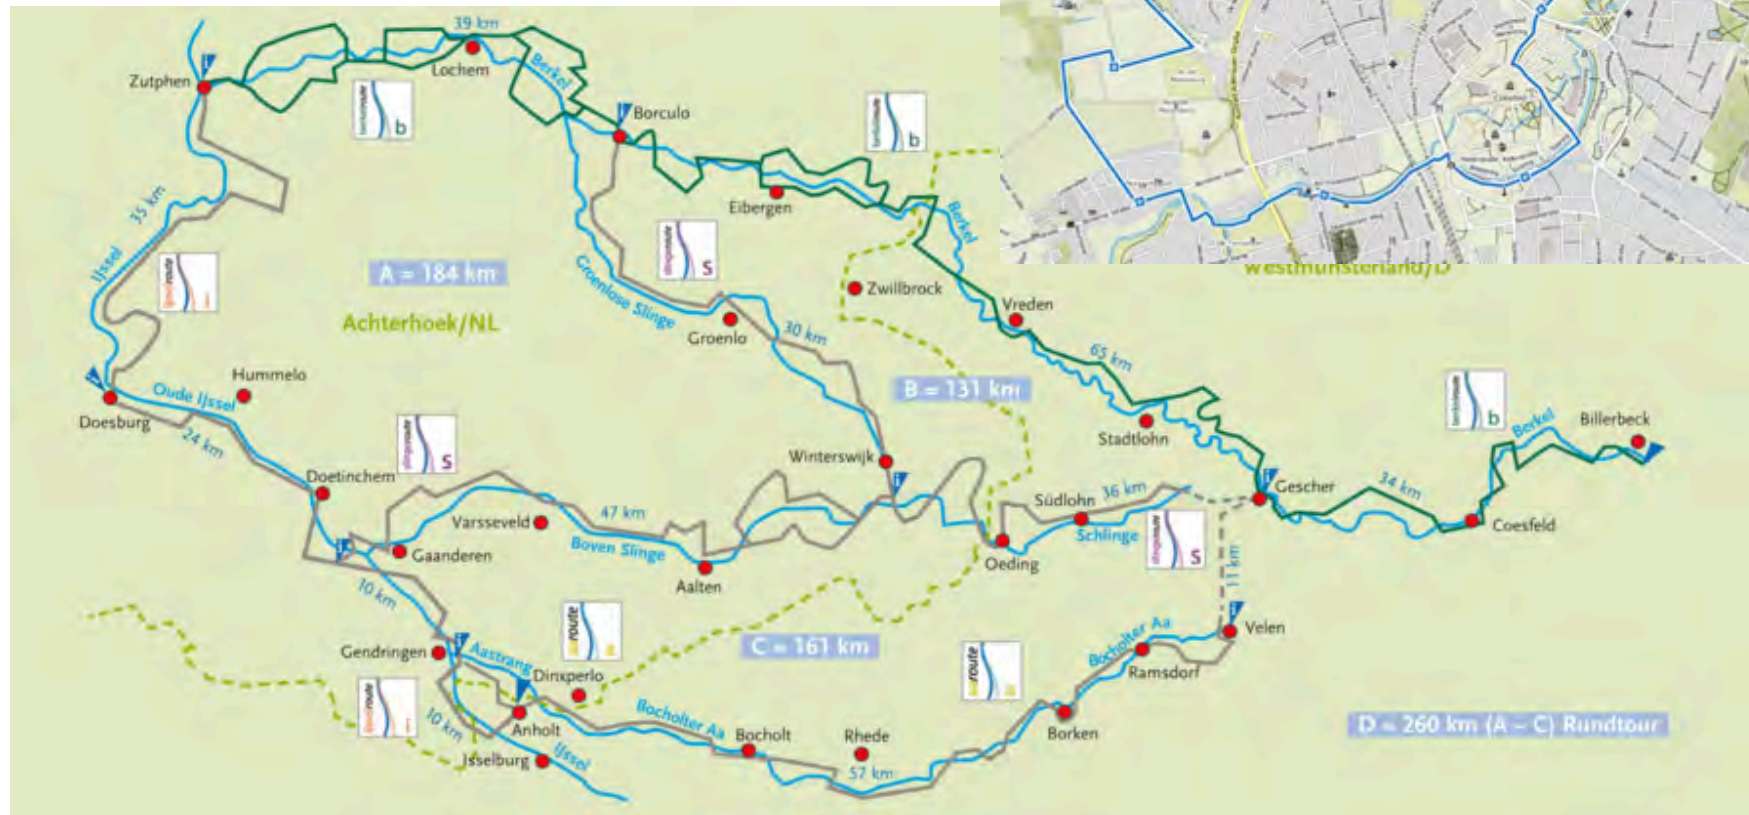 39 km
Zutphen
Lochem
Berkel
b
Borculo
b
Eibergen
Berkel
35 km
IJssel
A = 184 km
Achterhoek/NL
S
Groenlose Slinge
Groenlo
30 km
Zwillbrock
Westmünsterland/D
Vreden
65 km
B = 131 km
Stadtlohn
b
Berkel
Billerbeck
Hummelo
Oude IJssel
Doesburg
24 km
S
Doetinchem
Winterswijk
Varsseveld
47 km
Boven Slinge
Gaanderen
Aalten
Südlohn
36 km
Schlinge
S
Oeding
Gescher
34 km
Coesfeld
11 km
10 km
Gendringen
Aastrang
route
Dinxperlo
C = 161 km
route
Bocholter Aa
Velen
Ramsdorf
10 km
Anholt
Bocholter Aa
Bocholt
Rhede
Borken
D = 260 km (A – C) Rundtour
Isselburg
IJssel
57 km